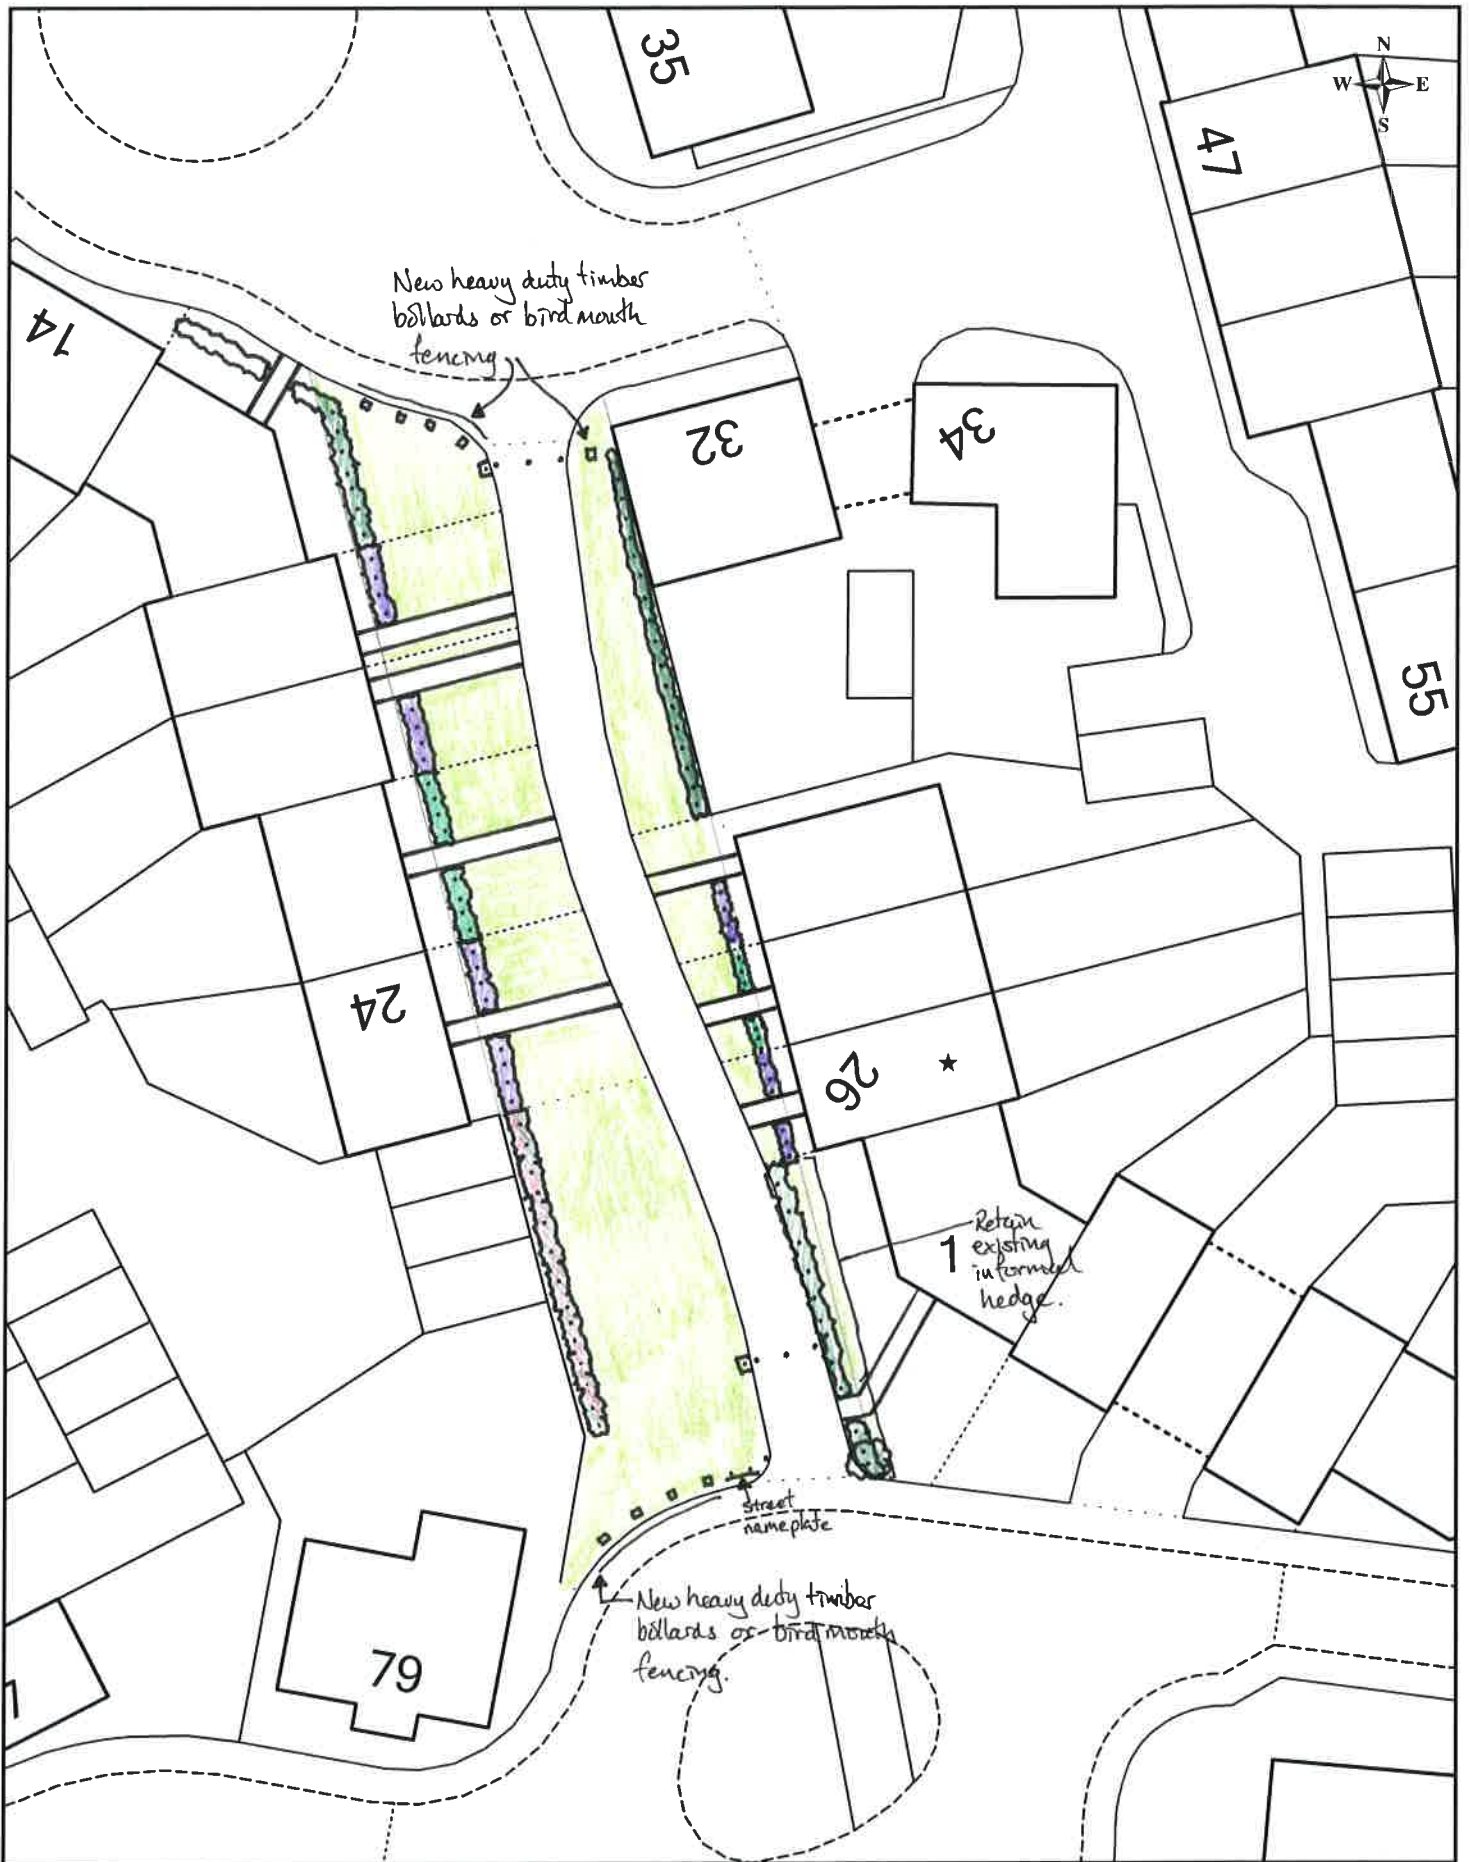 35
N
W E
S
47
New heavy duty timber
bollards or bird mouth
fencing
14
32
34
55
24
26
Retain
existing
informal
hedge.
1
street
nameplate
New heavy duty timber
bollards or bird mouth
fencing.
79
1